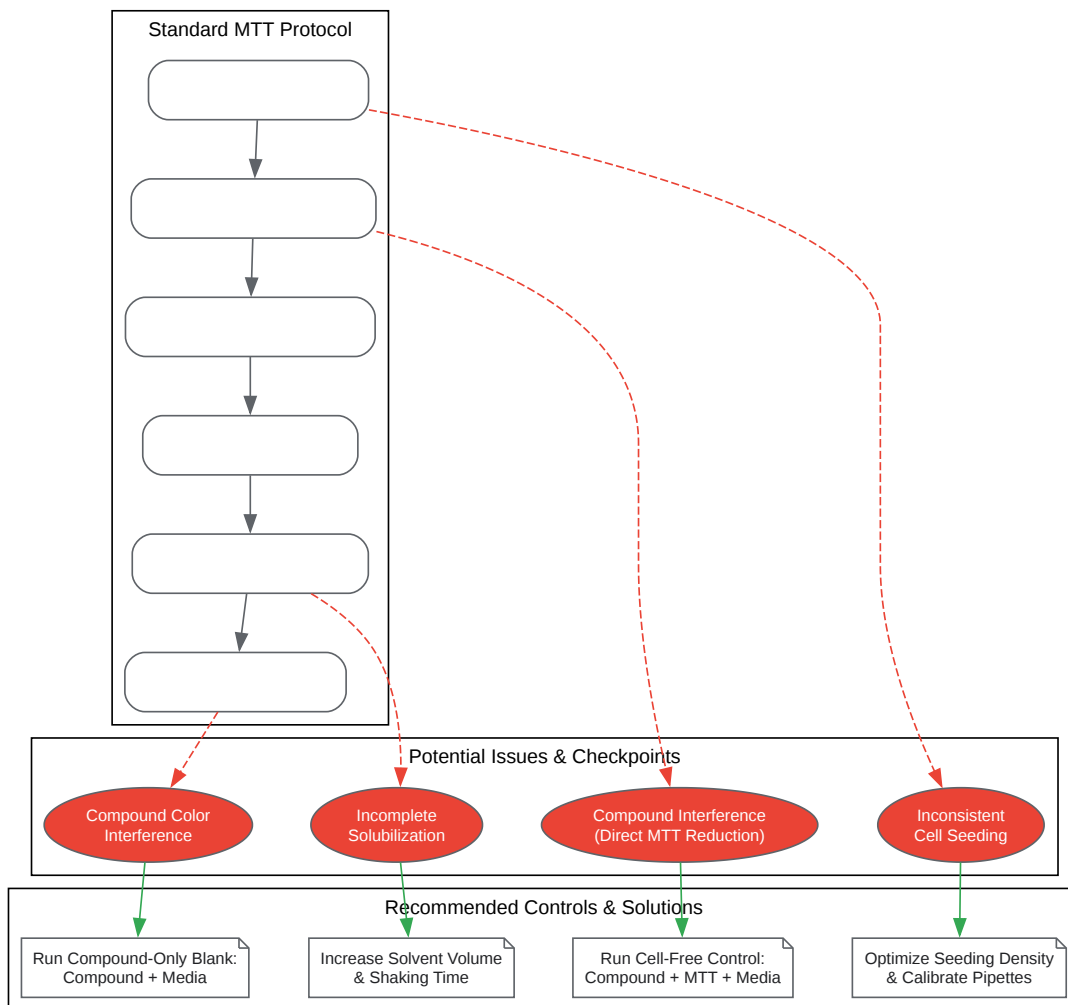 Standard MTT Protocol
Potential Issues & Checkpoints
Compound Color
Interference
Incomplete
Solubilization
Compound Interference
(Direct MTT Reduction)
Inconsistent
Cell Seeding
Recommended Controls & Solutions
Run Compound-Only Blank:
Compound + Media
Increase Solvent Volume
& Shaking Time
Run Cell-Free Control:
Compound + MTT + Media
Optimize Seeding Density
& Calibrate Pipettes